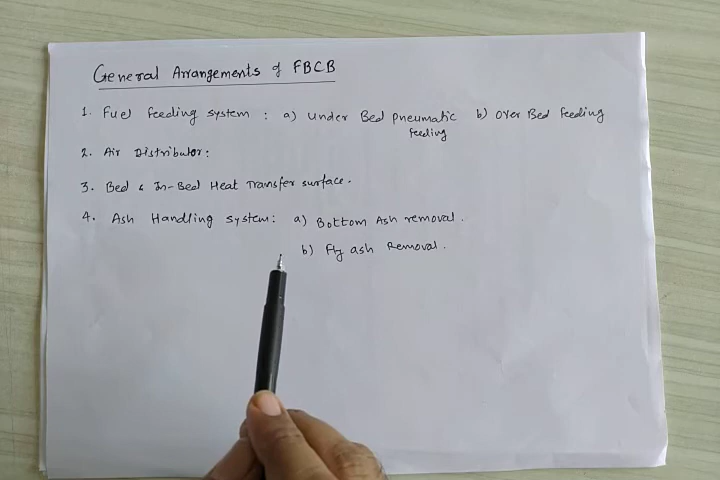 General Arrangements of FBCB
1. Fuel feeding system : a) Under Bed pneumatic feeding b) Over Bed feeding
2. Air Distributor :
3. Bed & In-Bed Heat Transfer surface.
4. Ash Handling system : a) Bottom Ash removal.
b) Fly ash Removal.